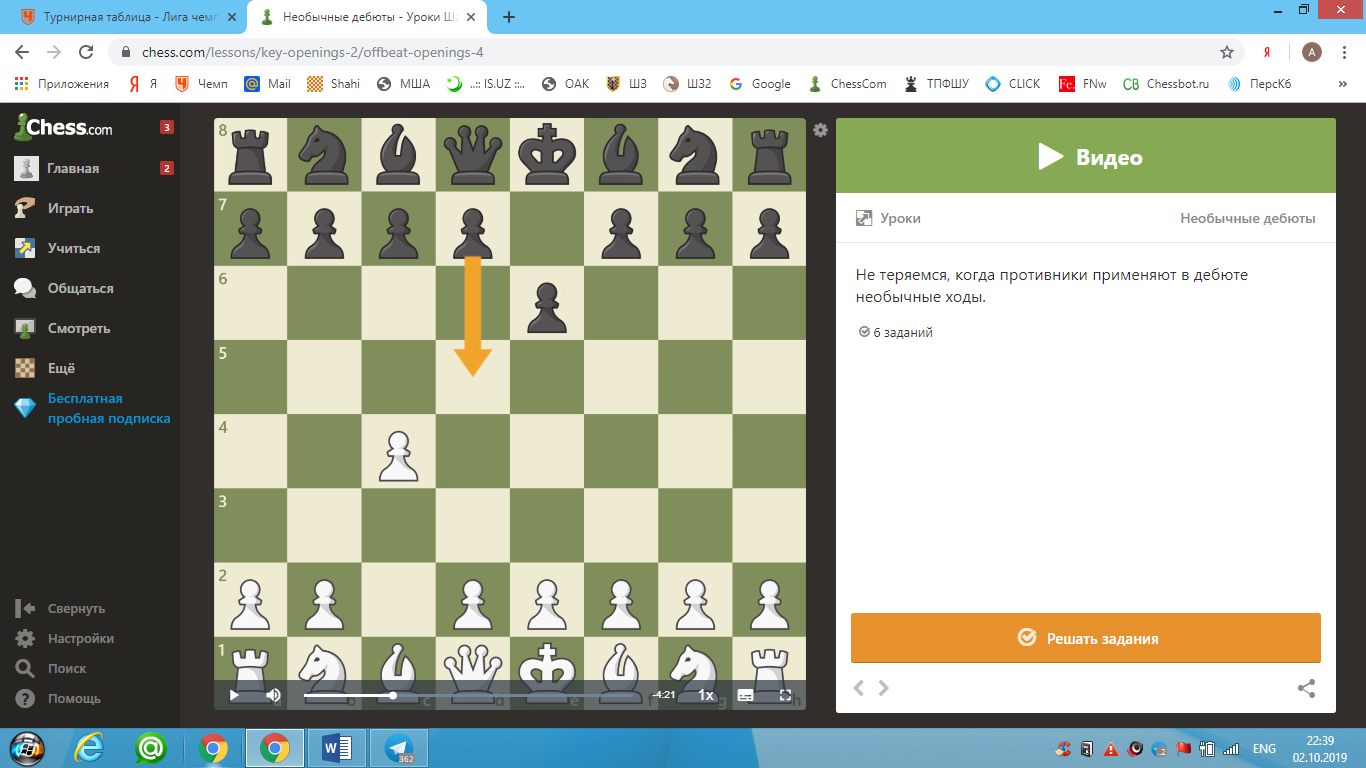 Турнирная таблица - Лига чемп
Необычные дебюты - Уроки Ш
chess.com/lessons/key-openings-2/offbeat-openings-4
Я
A
Приложения
Я
Чемп
Mail
Shahi
МША
..:: IS.UZ ::..
ОАК
Ш3
Ш32
Google
ChessCom
ТПФШУ
CLICK
FNw
Chessbot.ru
ПерсКб
»
Chess.com
3
Главная
2
Играть
Учиться
Общаться
Смотреть
Ещё
Бесплатная
пробная подписка
Свернуть
Настройки
Поиск
Помощь
8
7
6
5
4
3
2
1
a b c d e f g h
-4:21
1x
Видео
Уроки
Необычные дебюты
Не теряемся, когда противники применяют в дебюте
необычные ходы.
6 заданий
Решать задания
362
ENG
22:39
02.10.2019